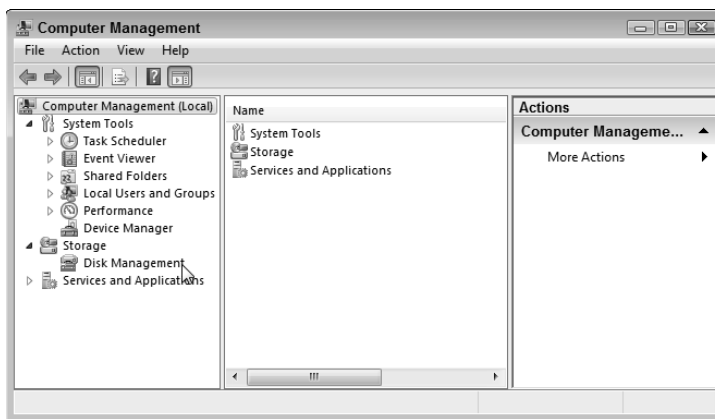 Computer Management
File Action View Help
Computer Management (Local)
System Tools
Task Scheduler
Event Viewer
Shared Folders
Local Users and Groups
Performance
Device Manager
Storage
Disk Management
Services and Applications
Name
System Tools
Storage
Services and Applications
Actions
Computer Manageme...
More Actions